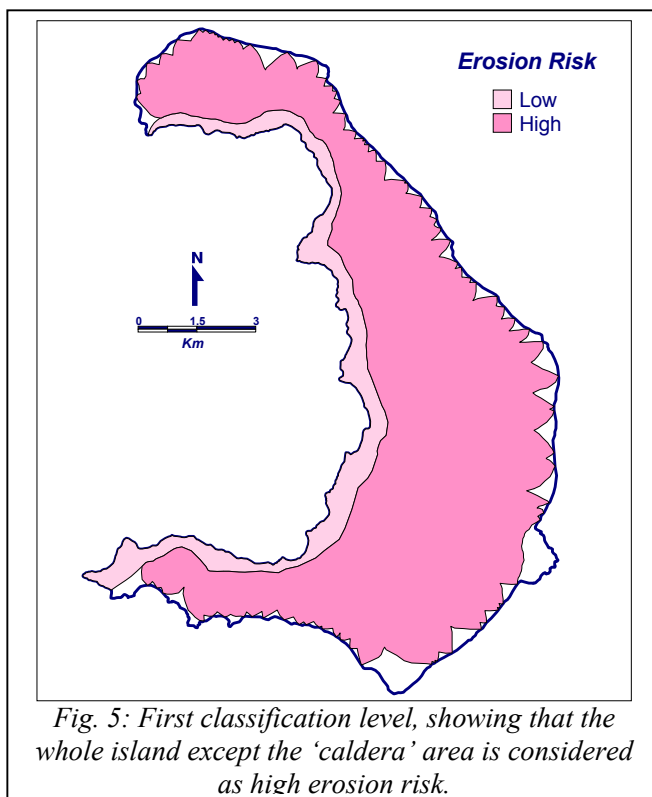 Erosion Risk
Low
High
N
0 1.5 3
Km
Fig. 5: First classification level, showing that the
whole island except the ‘caldera’ area is considered
as high erosion risk.